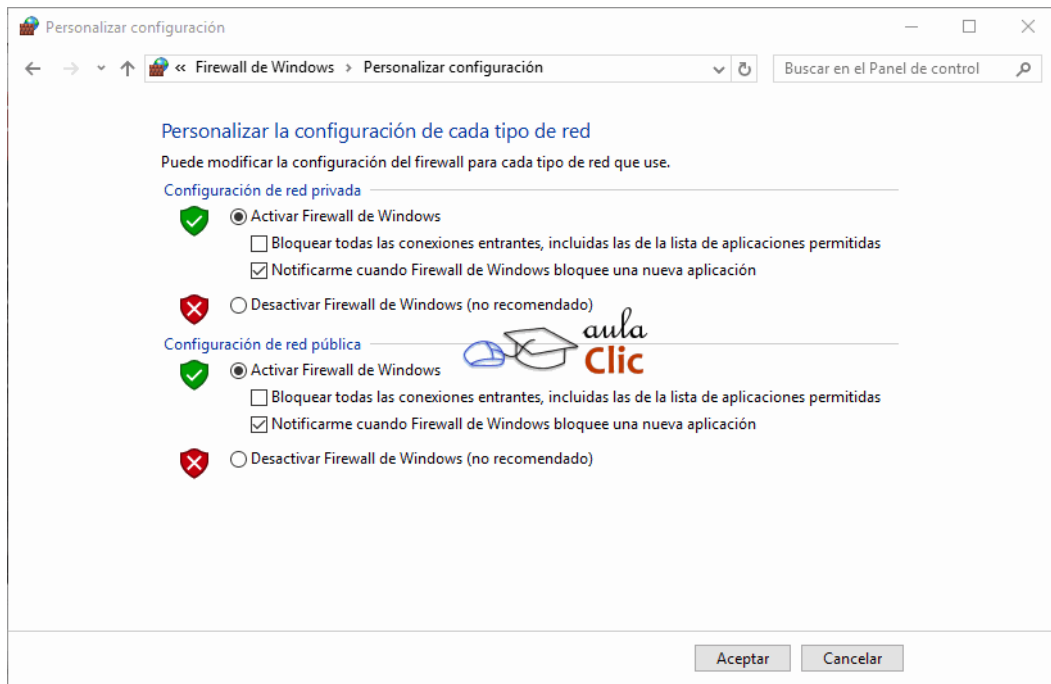 Personalizar configuración
« Firewall de Windows › Personalizar configuración
Buscar en el Panel de control
Personalizar la configuración de cada tipo de red
Puede modificar la configuración del firewall para cada tipo de red que use.
Configuración de red privada
Activar Firewall de Windows
Bloquear todas las conexiones entrantes, incluidas las de la lista de aplicaciones permitidas
Notificarme cuando Firewall de Windows bloquee una nueva aplicación
Desactivar Firewall de Windows (no recomendado)
aula
Clic
Configuración de red pública
Activar Firewall de Windows
Bloquear todas las conexiones entrantes, incluidas las de la lista de aplicaciones permitidas
Notificarme cuando Firewall de Windows bloquee una nueva aplicación
Desactivar Firewall de Windows (no recomendado)
Aceptar
Cancelar